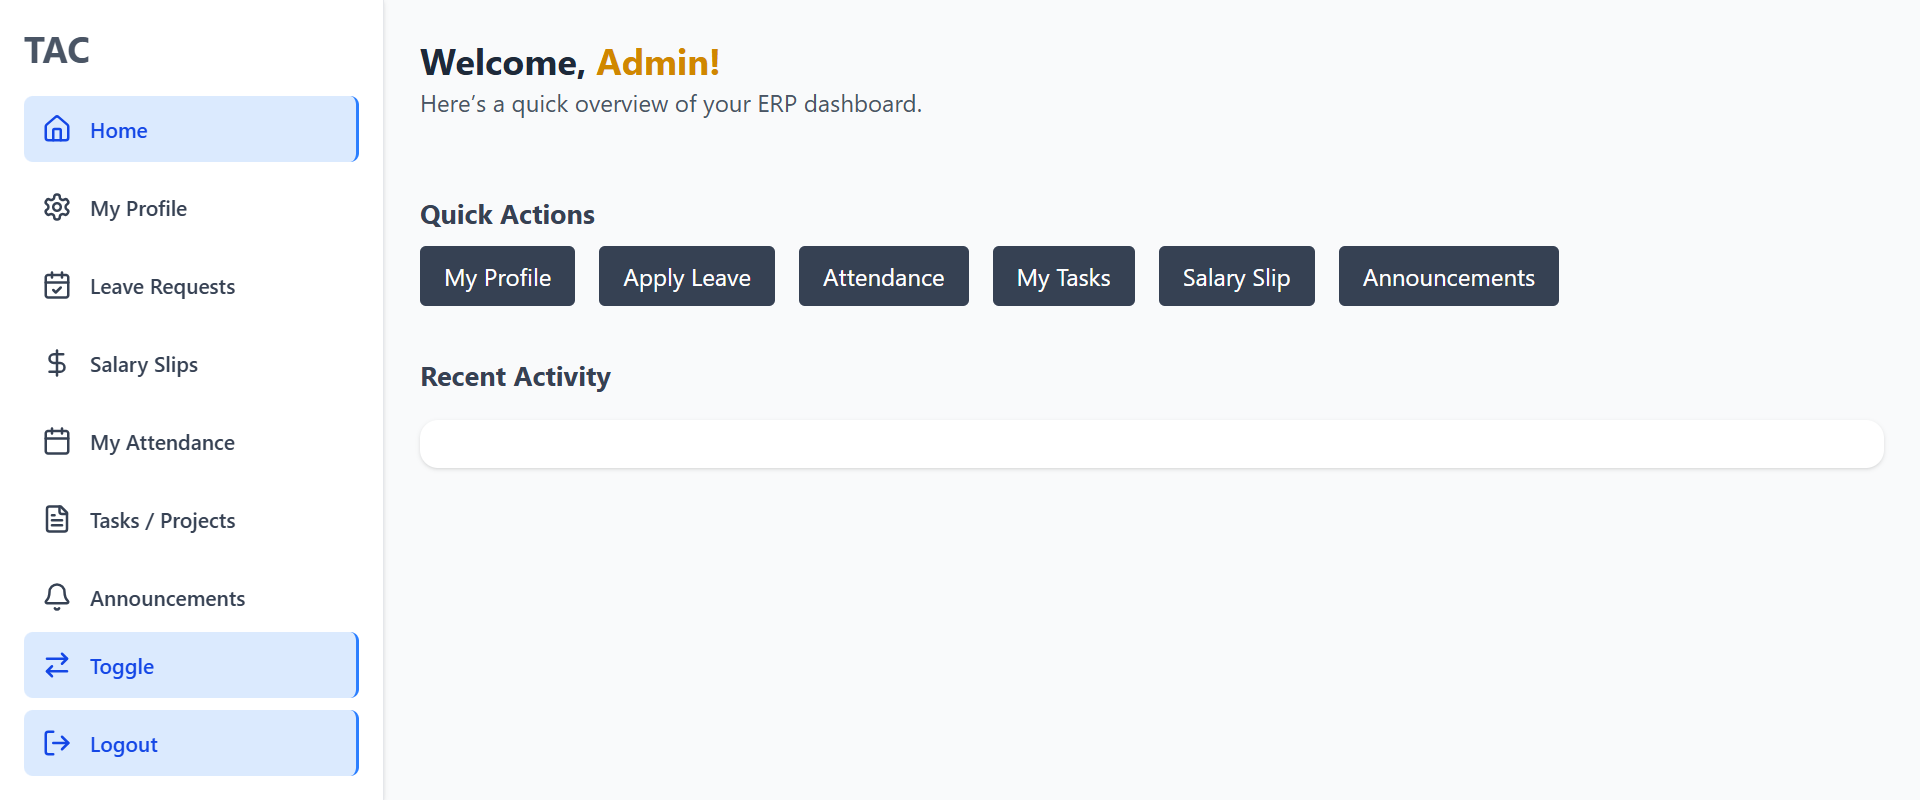 TAC
Home
My Profile
Leave Requests
Salary Slips
My Attendance
Tasks / Projects
Announcements
Toggle
Logout
Welcome, Admin!
Here’s a quick overview of your ERP dashboard.
Quick Actions
My Profile
Apply Leave
Attendance
My Tasks
Salary Slip
Announcements
Recent Activity